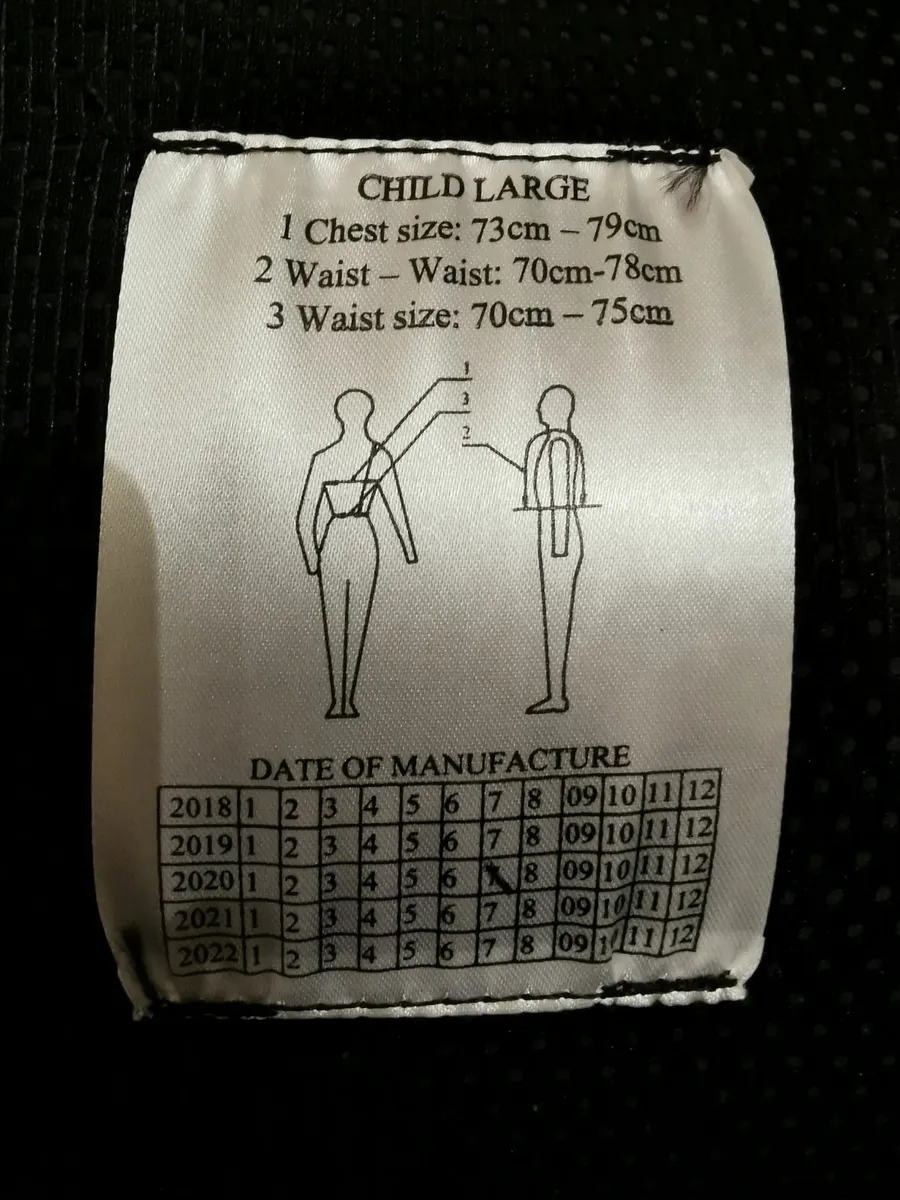 CHILD LARGE
1 Chest size: 73cm – 79cm
2 Waist – Waist: 70cm-78cm
3 Waist size: 70cm – 75cm
1
3
2
DATE OF MANUFACTURE
2018 1 2 3 4 5 6 7 8 09 10 11 12
2019 1 2 3 4 5 6 7 8 09 10 11 12
2020 1 2 3 4 5 6 8 09 10 11 12
2021 1 2 3 4 5 6 7 8 09 10 11 12
2022 1 2 3 4 5 6 7 8 09 11 12